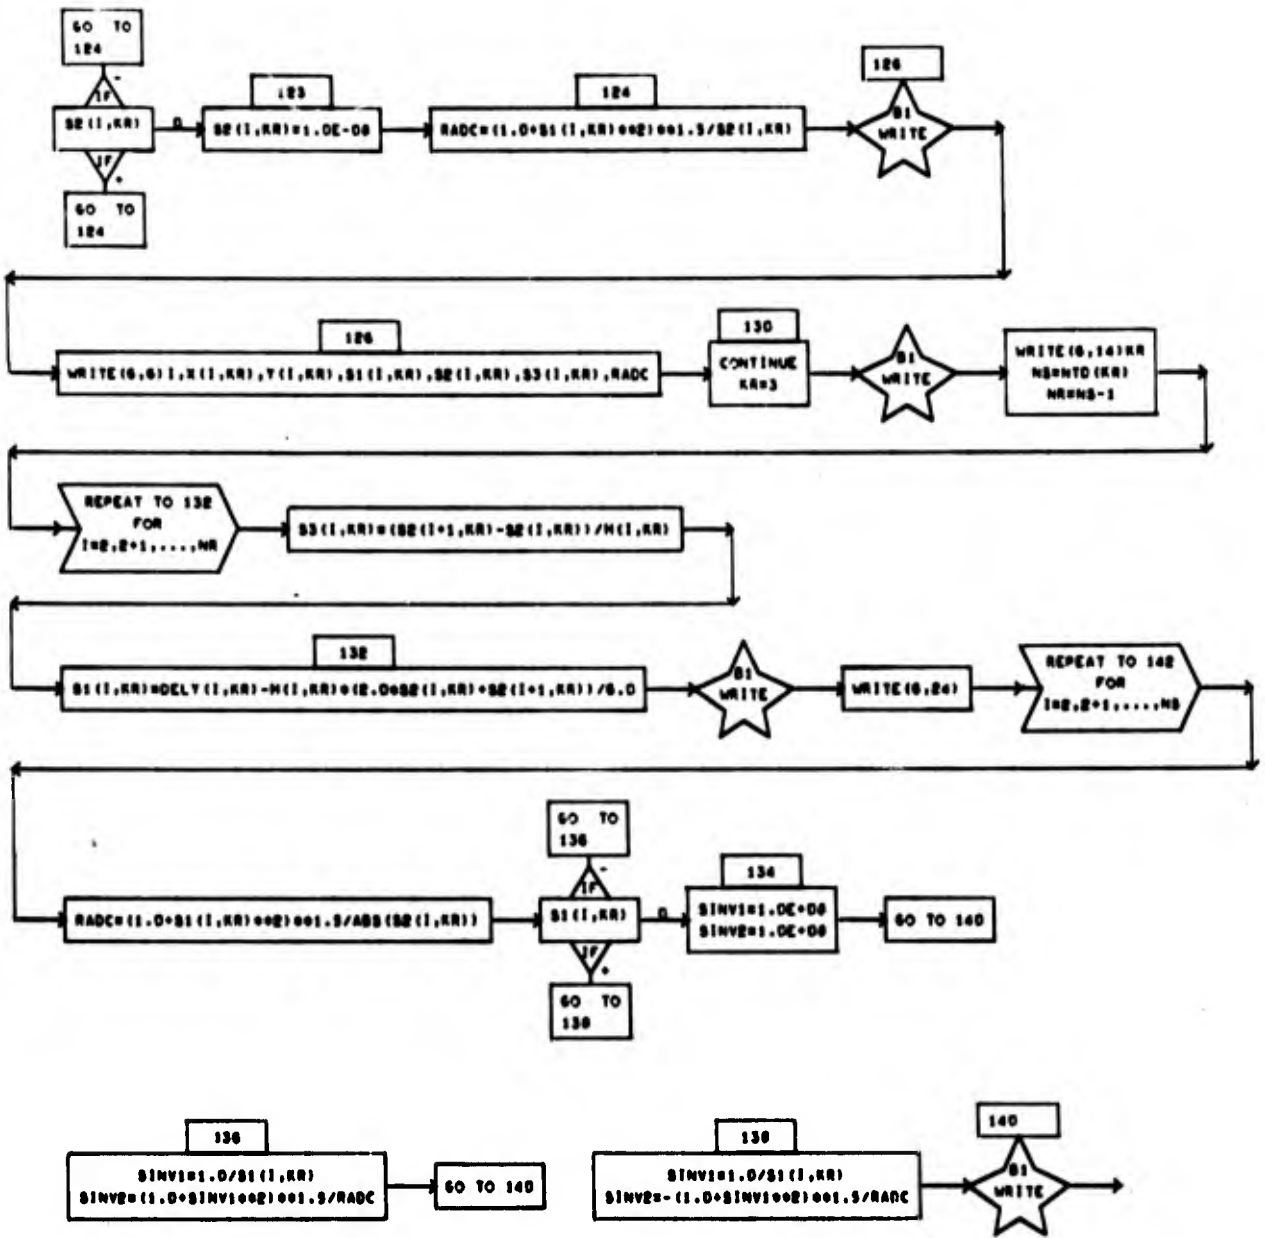 GO TO
124
-
IF
S2(I,KR)
0
IF
+
GO TO
124
123
S2(I,KR)=1.0E-08
124
RADC=(1.0+S1(I,KR)**2)**1.5/S2(I,KR)
126
B1
WRITE
126
WRITE(6,6)I,X(I,KR),Y(I,KR),S1(I,KR),S2(I,KR),S3(I,KR),RADC
130
CONTINUE
KR=3
B1
WRITE
WRITE(6,14)KR
NS=NTD(KR)
NR=NS-1
REPEAT TO 132
FOR
I=2,2+1,...,NR
S3(I,KR)=(S2(I+1,KR)-S2(I,KR))/H(I,KR)
132
S1(I,KR)=DELY(I,KR)-H(I,KR)*(2.0*S2(I,KR)+S2(I+1,KR))/6.0
B1
WRITE
WRITE(6,24)
REPEAT TO 142
FOR
I=2,2+1,...,NS
RADC=(1.0+S1(I,KR)**2)**1.5/ABS(S2(I,KR))
GO TO
136
-
IF
S1(I,KR)
0
IF
+
GO TO
138
134
SINV1=1.0E+08
SINV2=1.0E+08
GO TO 140
136
SINV1=1.0/S1(I,KR)
SINV2=(1.0+SINV1**2)**1.5/RADC
GO TO 140
138
SINV1=1.0/S1(I,KR)
SINV2=-(1.0+SINV1**2)**1.5/RADC
140
B1
WRITE